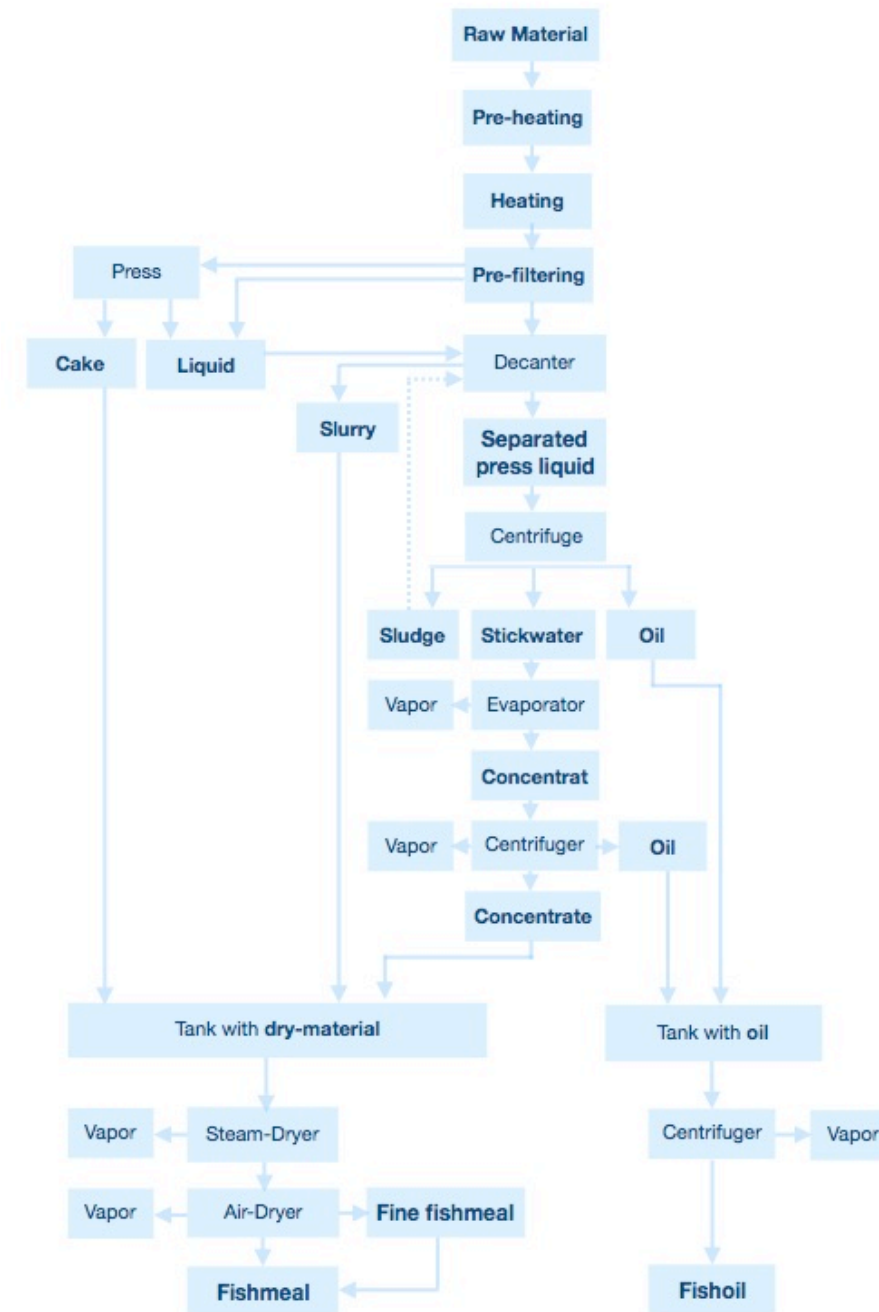 Raw Material
Pre-heating
Heating
Press
Pre-filtering
Cake
Liquid
Decanter
Slurry
Separated
press liquid
Centrifuge
Sludge
Stickwater
Oil
Vapor
Evaporator
Concentrat
Vapor
Centrifuger
Oil
Concentrate
Tank with dry-material
Tank with oil
Vapor
Steam-Dryer
Centrifuger
Vapor
Vapor
Air-Dryer
Fine fishmeal
Fishmeal
Fishoil